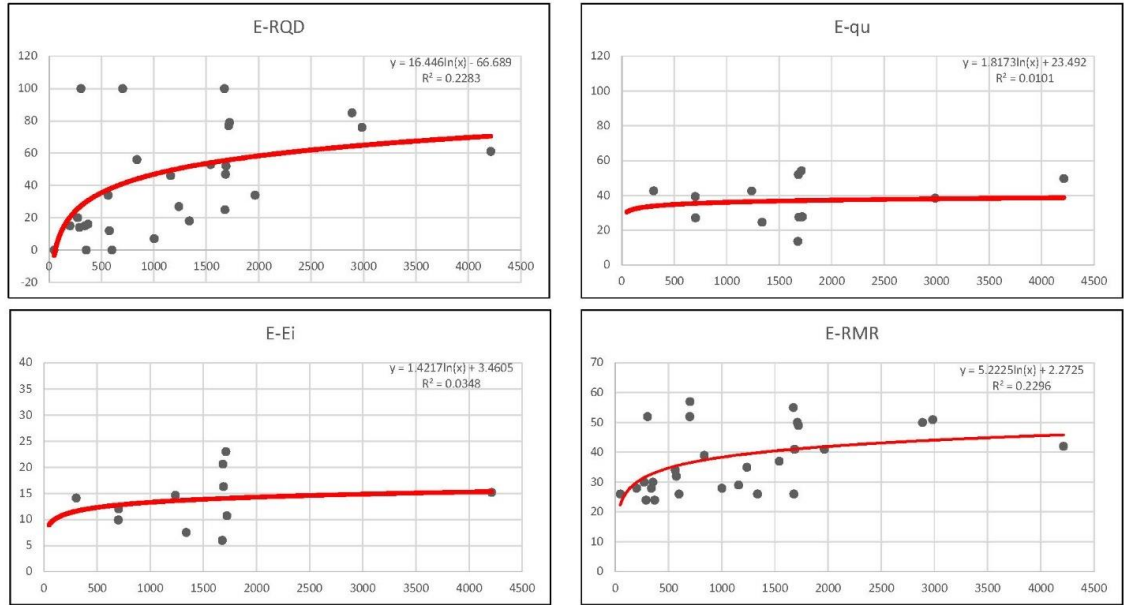 E-RQD
y = 16.446ln(x) - 66.689
R² = 0.2283
120
100
80
60
40
20
0
-20
0 500 1000 1500 2000 2500 3000 3500 4000 4500
E-qu
y = 1.8173ln(x) + 23.492
R² = 0.0101
120
100
80
60
40
20
0
0 500 1000 1500 2000 2500 3000 3500 4000 4500
E-Ei
y = 1.4217ln(x) + 3.4605
R² = 0.0348
40
35
30
25
20
15
10
5
0
0 500 1000 1500 2000 2500 3000 3500 4000 4500
E-RMR
y = 5.2225ln(x) + 2.2725
R² = 0.2296
70
60
50
40
30
20
10
0
0 500 1000 1500 2000 2500 3000 3500 4000 4500